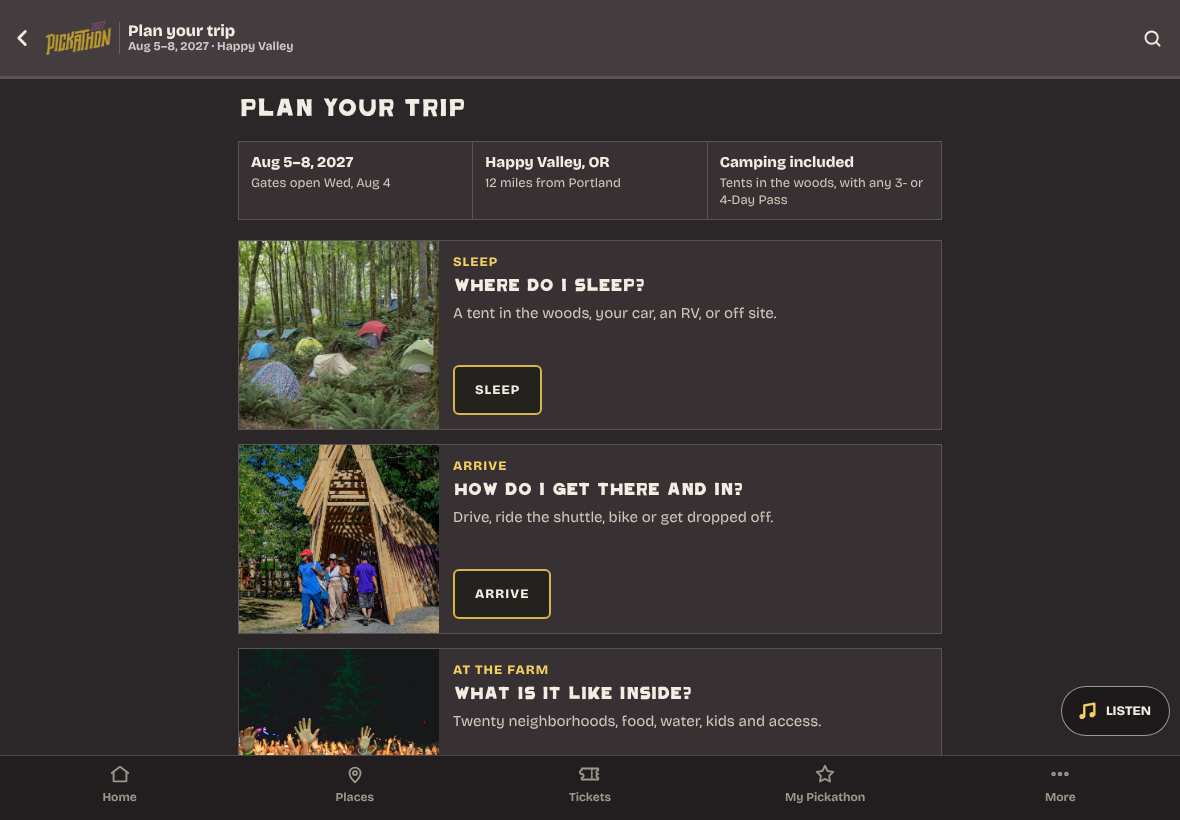 PICKATHON
Plan your trip
Aug 5–8, 2027 · Happy Valley
PLAN YOUR TRIP
Aug 5–8, 2027
Gates open Wed, Aug 4
Happy Valley, OR
12 miles from Portland
Camping included
Tents in the woods, with any 3- or
4-Day Pass
SLEEP
WHERE DO I SLEEP?
A tent in the woods, your car, an RV, or off site.
SLEEP
ARRIVE
HOW DO I GET THERE AND IN?
Drive, ride the shuttle, bike or get dropped off.
ARRIVE
AT THE FARM
WHAT IS IT LIKE INSIDE?
Twenty neighborhoods, food, water, kids and access.
LISTEN
Home
Places
Tickets
My Pickathon
More